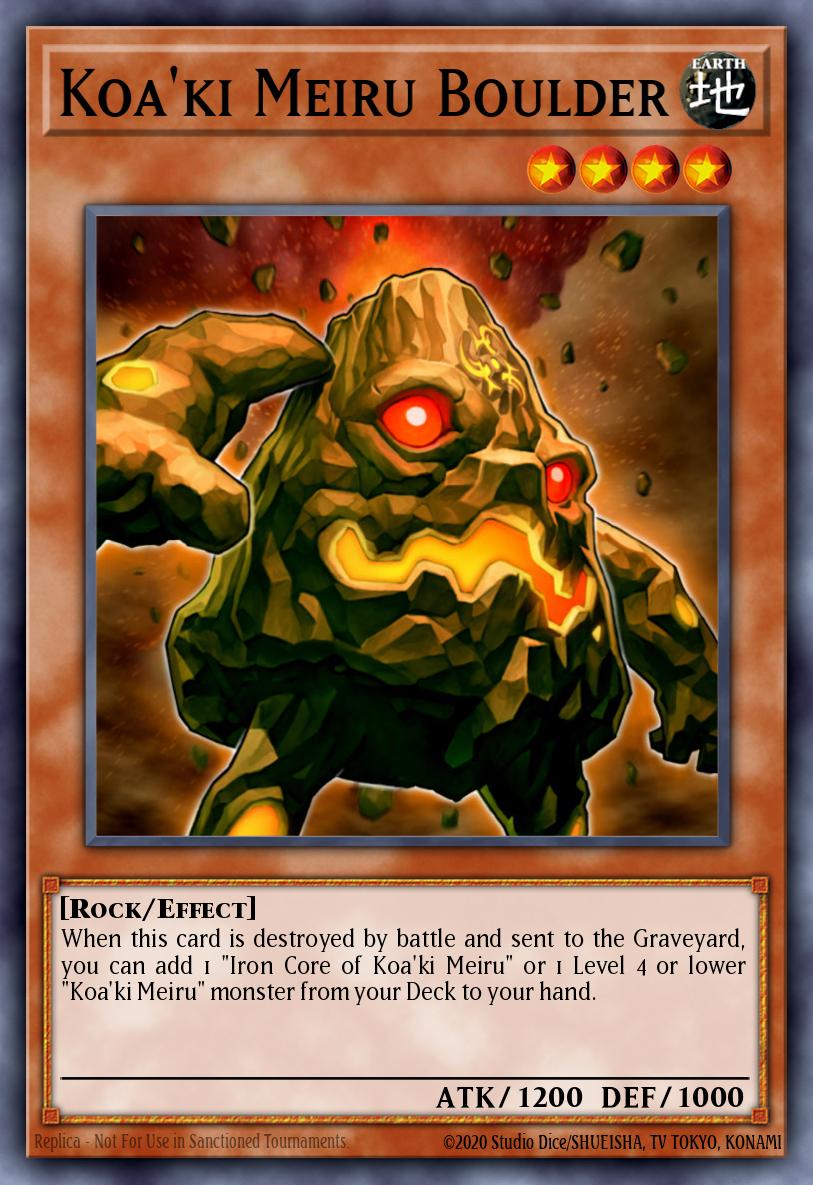 Koa'ki Meiru Boulder
EARTH
地
[Rock/Effect]
When this card is destroyed by battle and sent to the Graveyard,
you can add 1 "Iron Core of Koa'ki Meiru" or 1 Level 4 or lower
"Koa'ki Meiru" monster from your Deck to your hand.
ATK/1200 DEF/1000
Replica - Not For Use in Sanctioned Tournaments.
©2020 Studio Dice/SHUEISHA, TV TOKYO, KONAMI